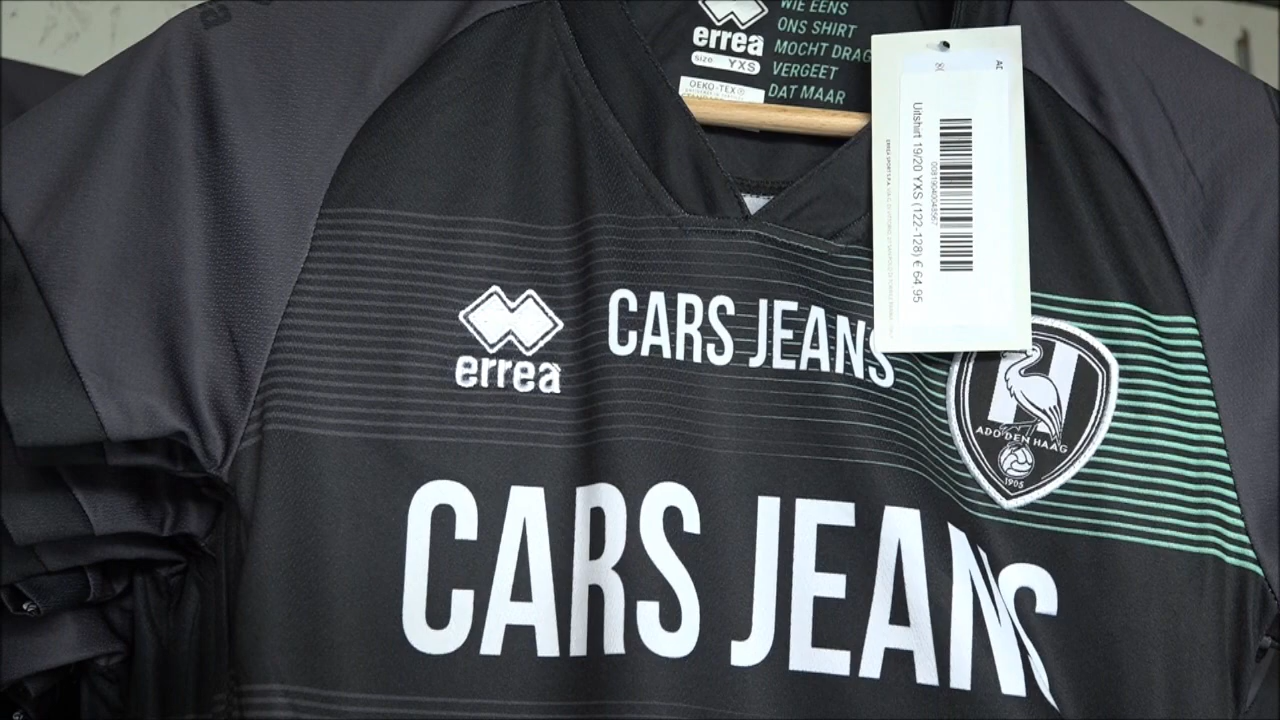 WIE EENS
ONS SHIRT
MOCHT DRAG
VERGEET
DAT MAAR
errea
size YXS
OEKO-TEX®
Uitshirt 19/20 YXS (122-128) € 64,95
errea
CARS JEANS
ADO DEN HAAG
1905
CARS JEANS